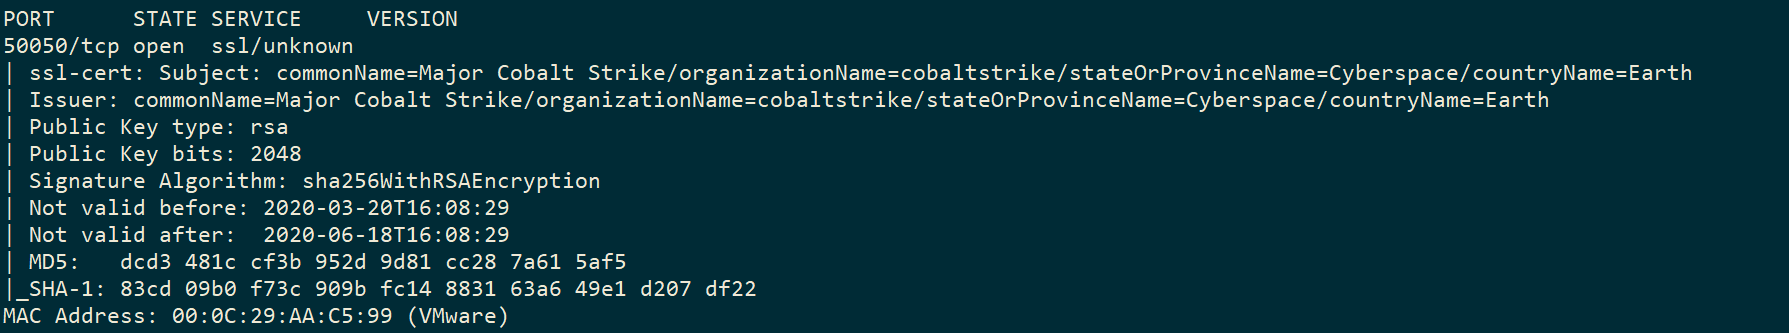 PORT      STATE SERVICE     VERSION
50050/tcp open  ssl/unknown
| ssl-cert: Subject: commonName=Major Cobalt Strike/organizationName=cobaltstrike/stateOrProvinceName=Cyberspace/countryName=Earth
| Issuer: commonName=Major Cobalt Strike/organizationName=cobaltstrike/stateOrProvinceName=Cyberspace/countryName=Earth
| Public Key type: rsa
| Public Key bits: 2048
| Signature Algorithm: sha256WithRSAEncryption
| Not valid before: 2020-03-20T16:08:29
| Not valid after:  2020-06-18T16:08:29
| MD5:   dcd3 481c cf3b 952d 9d81 cc28 7a61 5af5
|_SHA-1: 83cd 09b0 f73c 909b fc14 8831 63a6 49e1 d207 df22
MAC Address: 00:0C:29:AA:C5:99 (VMware)